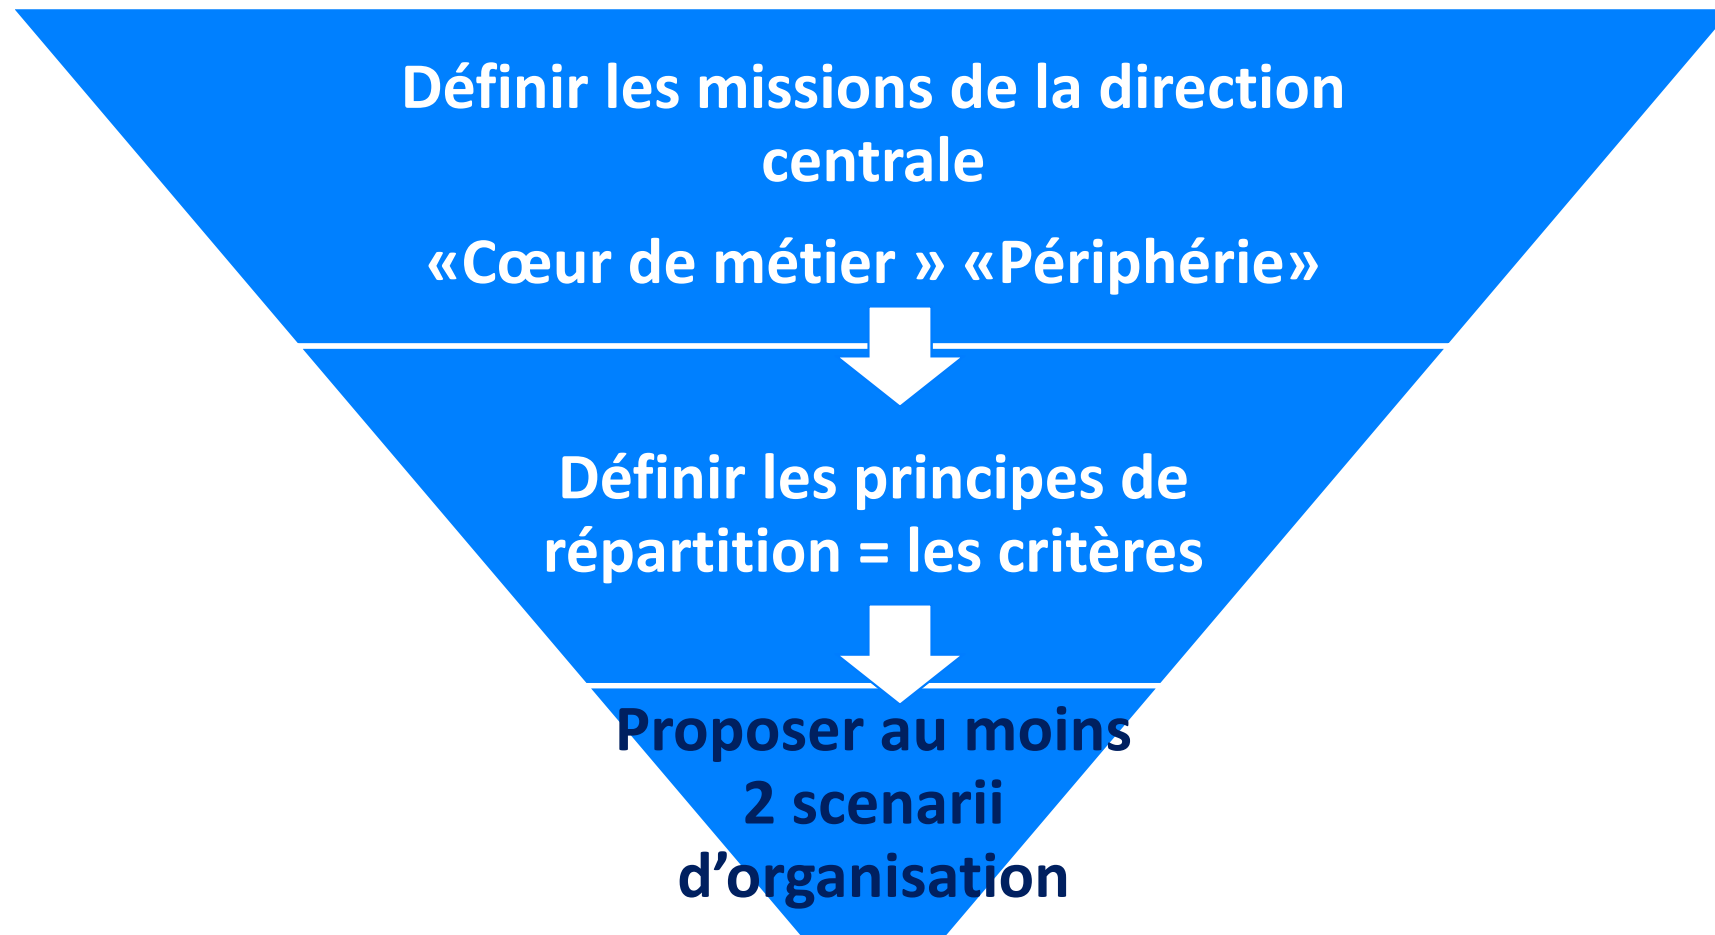 Définir les missions de la direction
centrale
«Cœur de métier » «Périphérie»
Définir les principes de
répartition = les critères
Proposer au moins
2 scenarii
d’organisation